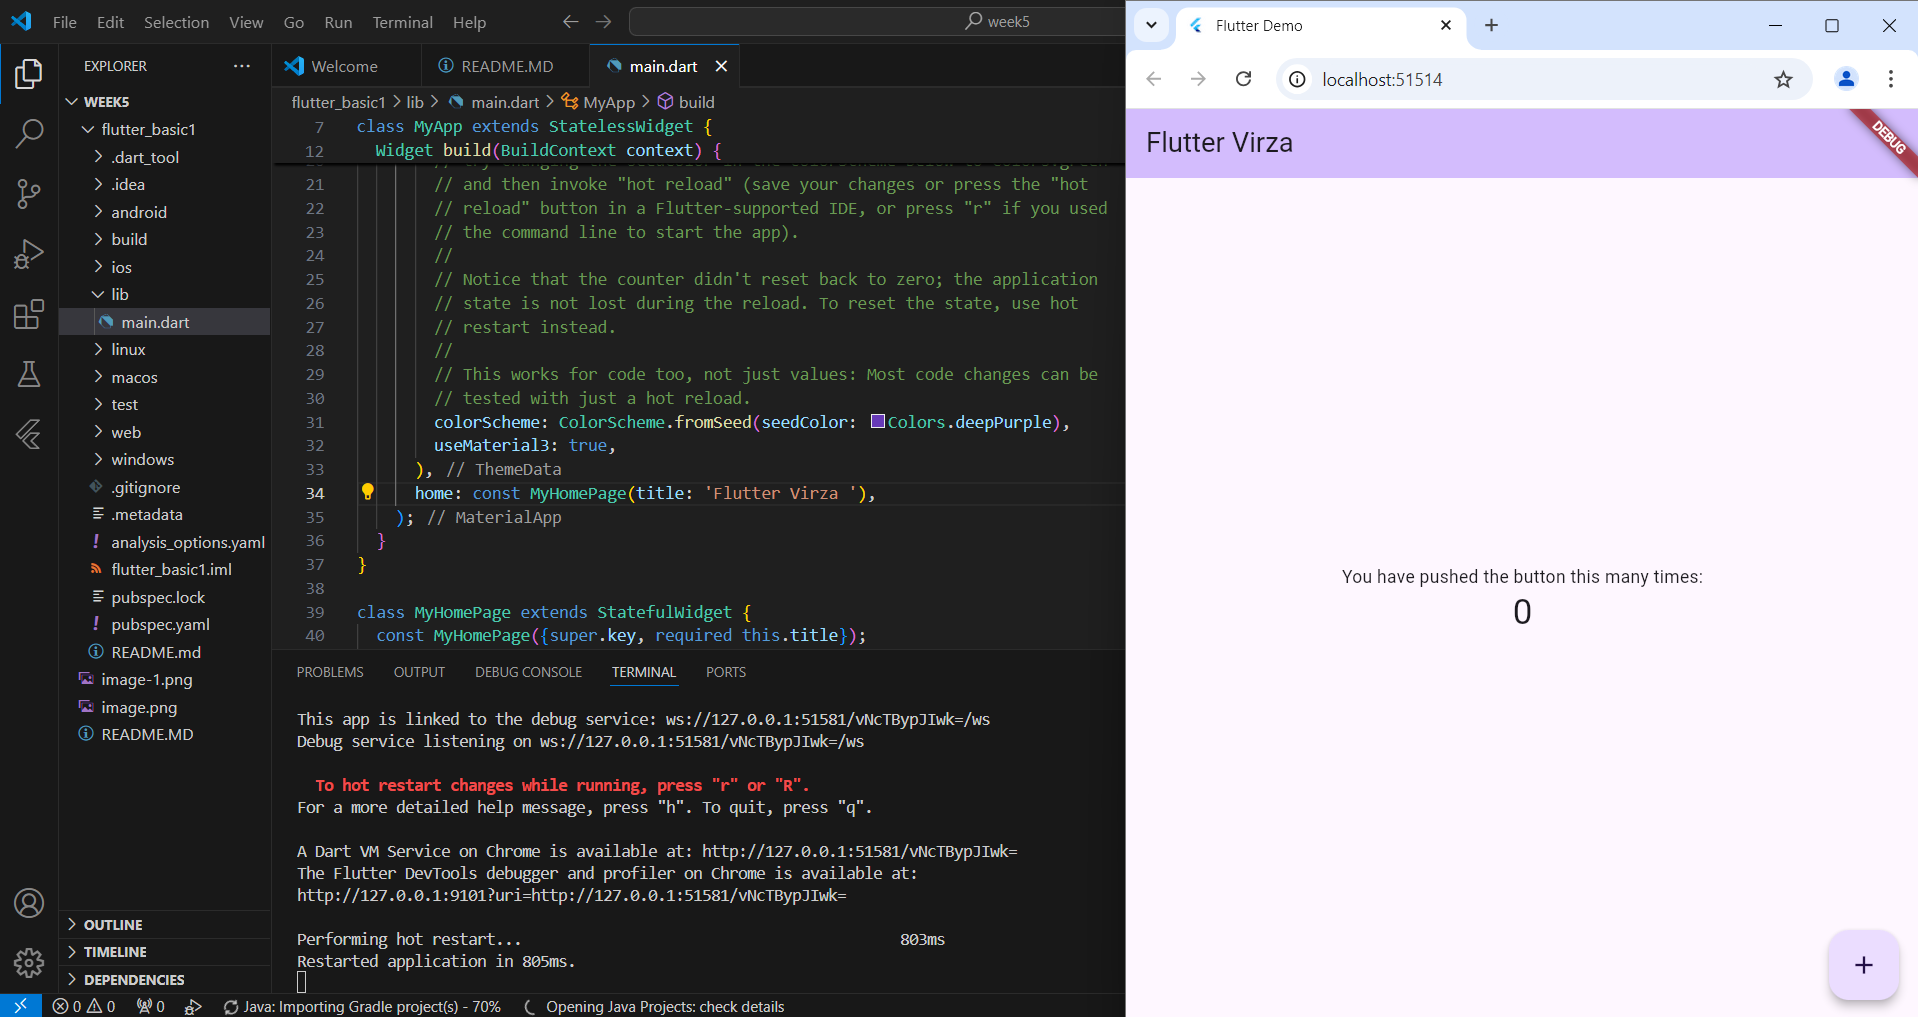 File Edit Selection View Go Run Terminal Help
week5
EXPLORER
WEEK5
flutter_basic1
.dart_tool
.idea
android
build
ios
lib
main.dart
linux
macos
test
web
windows
.gitignore
.metadata
analysis_options.yaml
flutter_basic1.iml
pubspec.lock
pubspec.yaml
README.md
image-1.png
image.png
README.MD
OUTLINE
TIMELINE
DEPENDENCIES
Welcome README.MD main.dart
flutter_basic1 > lib > main.dart > MyApp > build
7 class MyApp extends StatelessWidget {
12 Widget build(BuildContext context) {
21 // and then invoke "hot reload" (save your changes or press the "hot
22 // reload" button in a Flutter-supported IDE, or press "r" if you used
23 // the command line to start the app).
24 //
25 // Notice that the counter didn't reset back to zero; the application
26 // state is not lost during the reload. To reset the state, use hot
27 // restart instead.
28 //
29 // This works for code too, not just values: Most code changes can be
30 // tested with just a hot reload.
31 colorScheme: ColorScheme.fromSeed(seedColor: Colors.deepPurple),
32 useMaterial3: true,
33 ), // ThemeData
34 home: const MyHomePage(title: 'Flutter Virza '),
35 ); // MaterialApp
36 }
37 }
38
39 class MyHomePage extends StatefulWidget {
40 const MyHomePage({super.key, required this.title});
PROBLEMS OUTPUT DEBUG CONSOLE TERMINAL PORTS
This app is linked to the debug service: ws://127.0.0.1:51581/vNcTBypJIwk=/ws
Debug service listening on ws://127.0.0.1:51581/vNcTBypJIwk=/ws
To hot restart changes while running, press "r" or "R".
For a more detailed help message, press "h". To quit, press "q".
A Dart VM Service on Chrome is available at: http://127.0.0.1:51581/vNcTBypJIwk=
The Flutter DevTools debugger and profiler on Chrome is available at:
http://127.0.0.1:9101?uri=http://127.0.0.1:51581/vNcTBypJIwk=
Performing hot restart... 803ms
Restarted application in 805ms.
0 0 0 Java: Importing Gradle project(s) - 70% Opening Java Projects: check details
Flutter Demo
localhost:51514
Flutter Virza
DEBUG
You have pushed the button this many times:
0
+